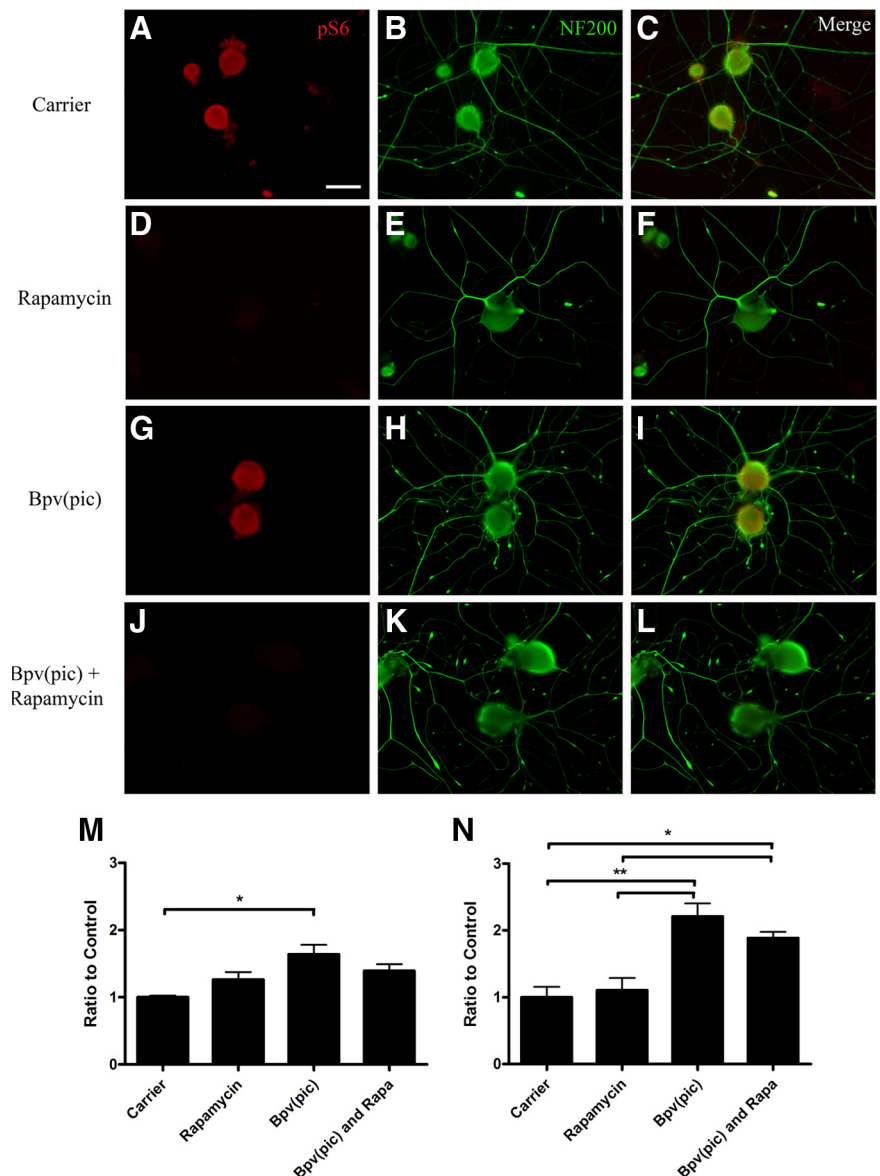 A
pS6
B
NF200
C
Merge
Carrier
D
E
F
Rapamycin
G
H
I
Bpv(pic)
J
K
L
Bpv(pic) +
Rapamycin
M
N
*
*
**
3
2
1
0
Ratio to Control
Carrier
Rapamycin
Bpv(pic)
Bpv(pic) and Rapa
3
2
1
0
Ratio to Control
Carrier
Rapamycin
Bpv(pic)
Bpv(pic) and Rapa